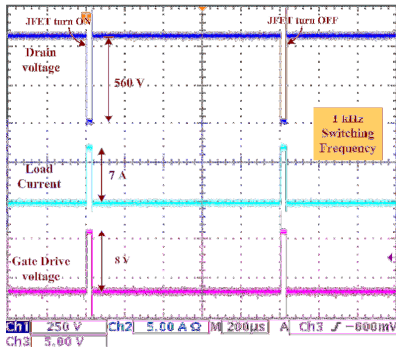 JFET turn ON
JFET turn OFF
Drain
voltage
560 V
1 kHz
Switching
Frequency
Load
Current
7 A
Gate Drive
voltage
8 V
Ch1 250 V Ch2 5.00 A Ω M 200µs A Ch3 ƒ -600mV
Ch3 5.00 V